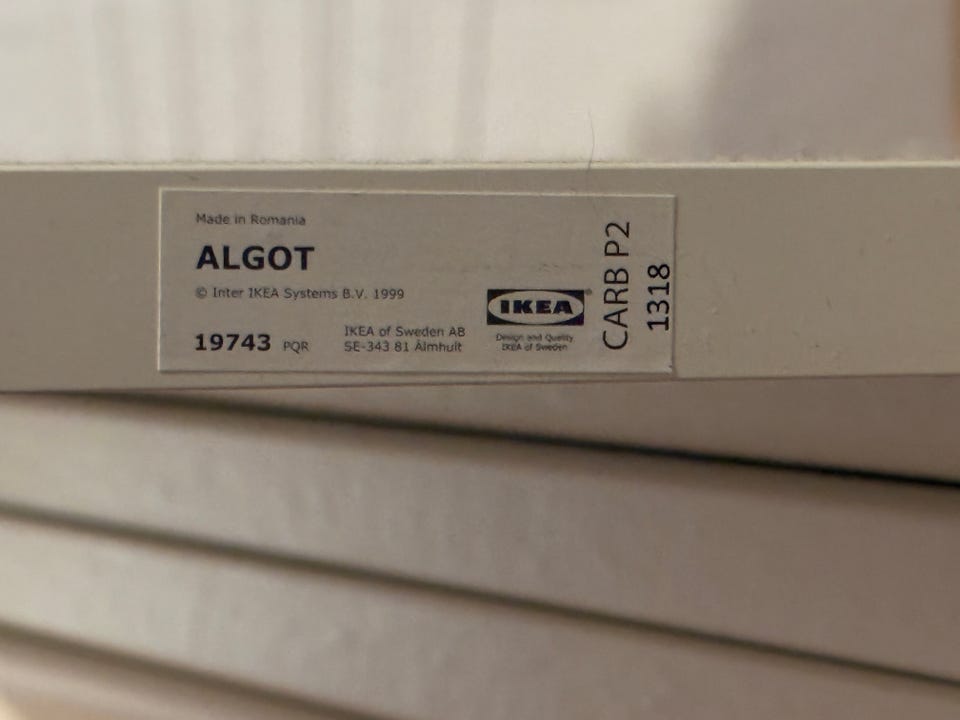 Made in Romania
ALGOT
© Inter IKEA Systems B.V. 1999
19743 PQR
IKEA of Sweden AB
SE-343 81 Älmhult
IKEA®
Design and Quality
IKEA of Sweden
CARB P2
1318